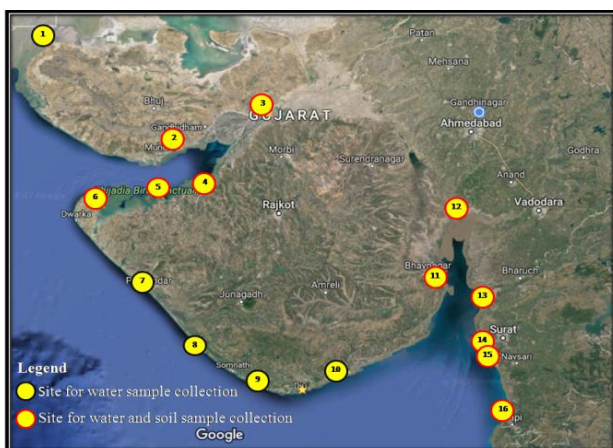 1
Patan
Mehsana
Bhuj
3
GUJARAT
Gandhinagar
Gandhidham
2
Ahmedabad
Morbi
Godhra
Surendranagar
4
5
Anand
6
Rajkot
12
Vadodara
Dwarka
11
Bharuch
7
Amreli
13
Junagadh
14
Surat
8
15
Navsari
Somnath
10
Legend
9
Site for water sample collection
16
Site for water and soil sample collection
Google